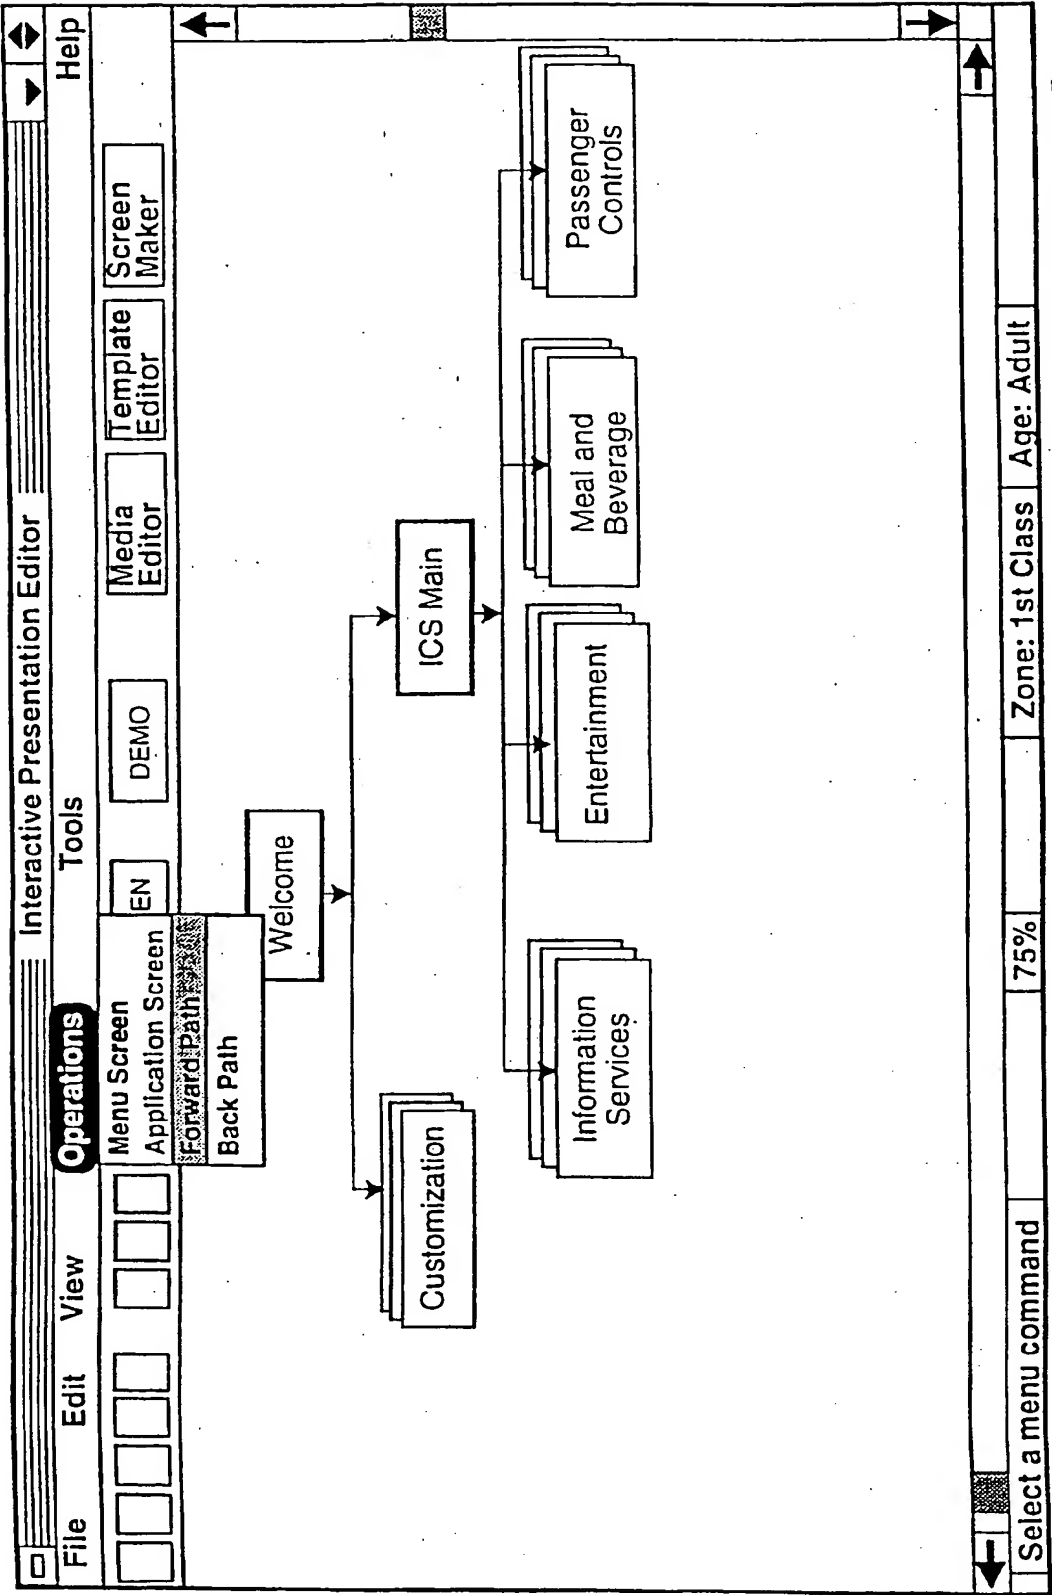 Interactive Presentation Editor
File Edit View Operations Tools Help
Menu Screen
Application Screen
Forward Path
Back Path
EN
DEMO
Media
Editor
Template
Editor
Screen
Maker
Welcome
Customization
ICS Main
Information
Services
Entertainment
Meal and
Beverage
Passenger
Controls
Select a menu command 75% Zone: 1st Class Age: Adult